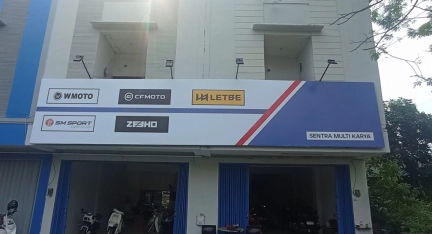 WMOTO
CFMOTO
LETBE
SM SPORT
ZEEHO
SENTRA MULTI KARYA